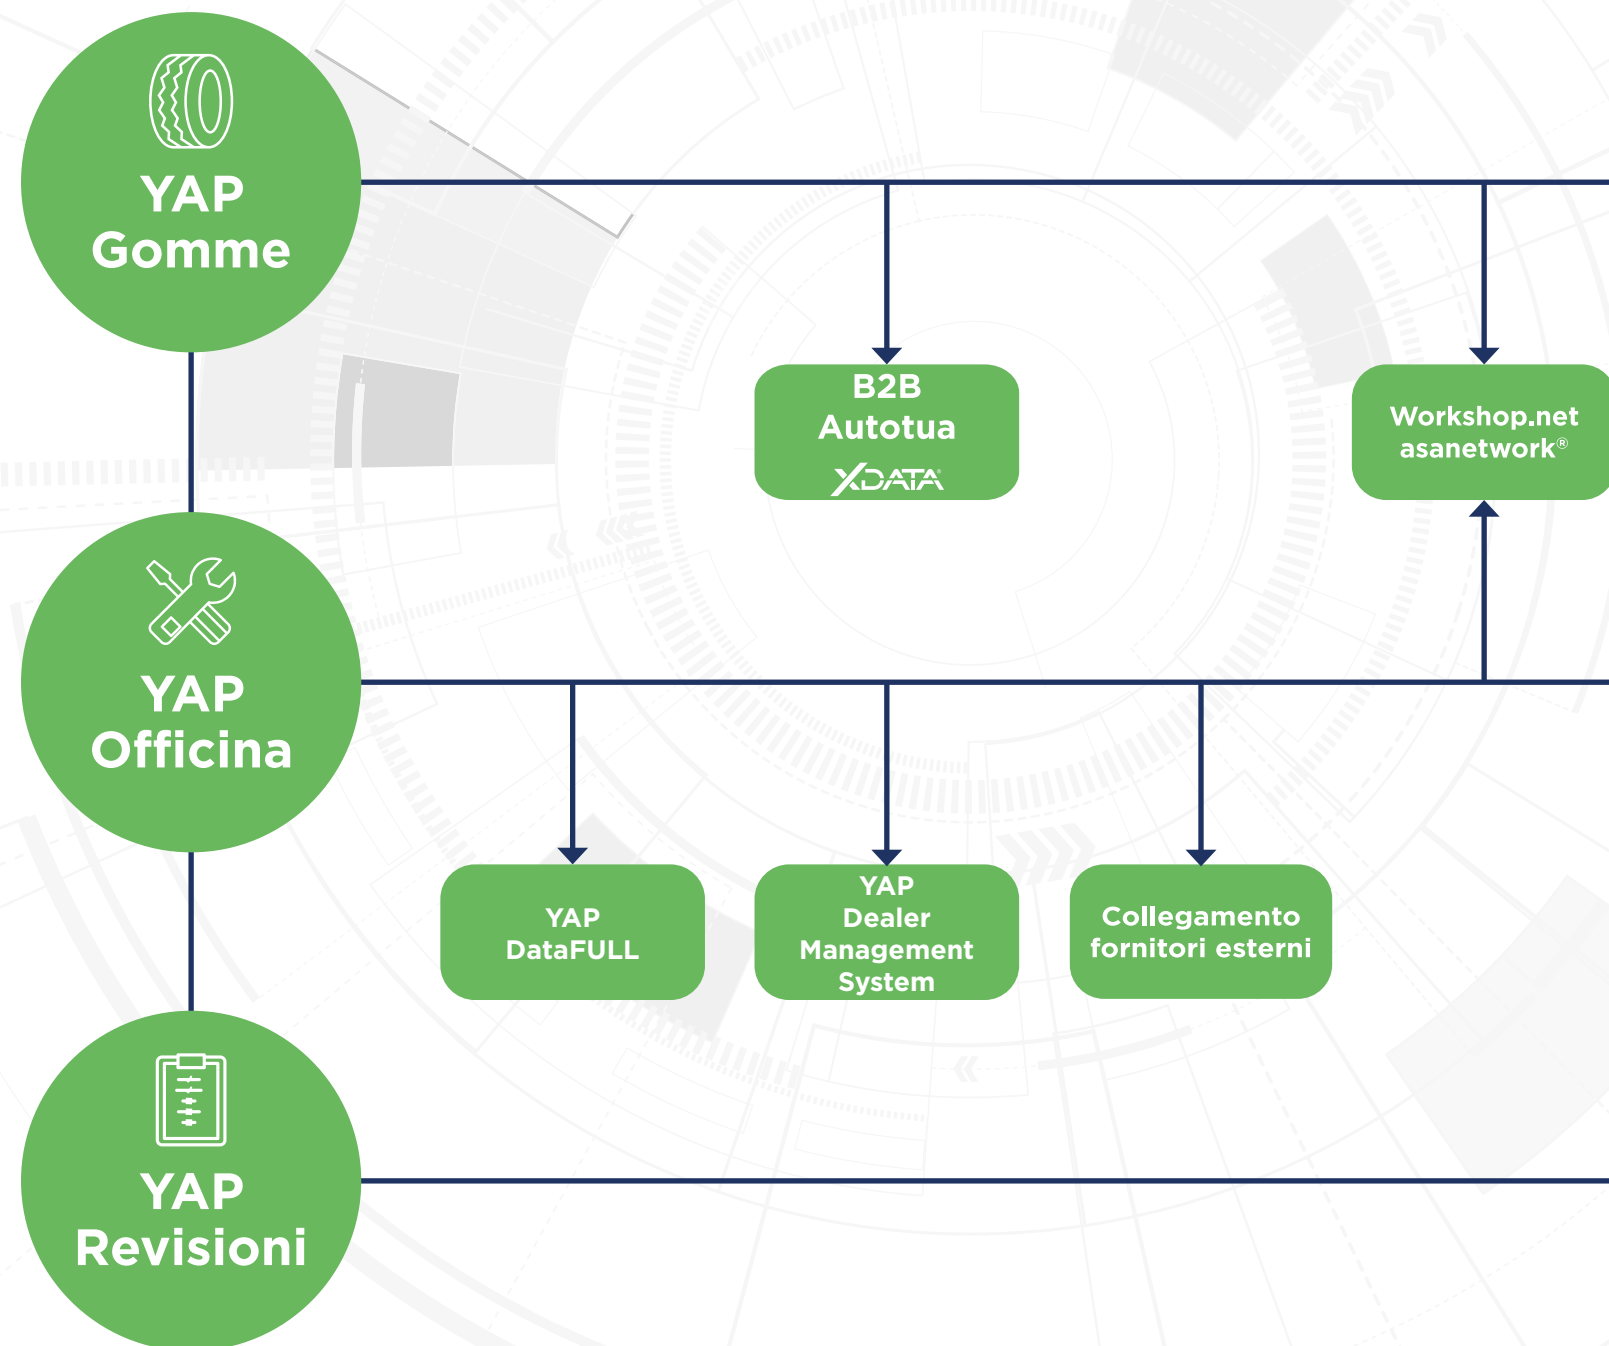 YAP
Gomme
B2B
Autotua
XDATA
Workshop.net
asanetwork®
YAP
Officina
YAP
DataFULL
YAP
Dealer
Management
System
Collegamento
fornitori esterni
YAP
Revisioni